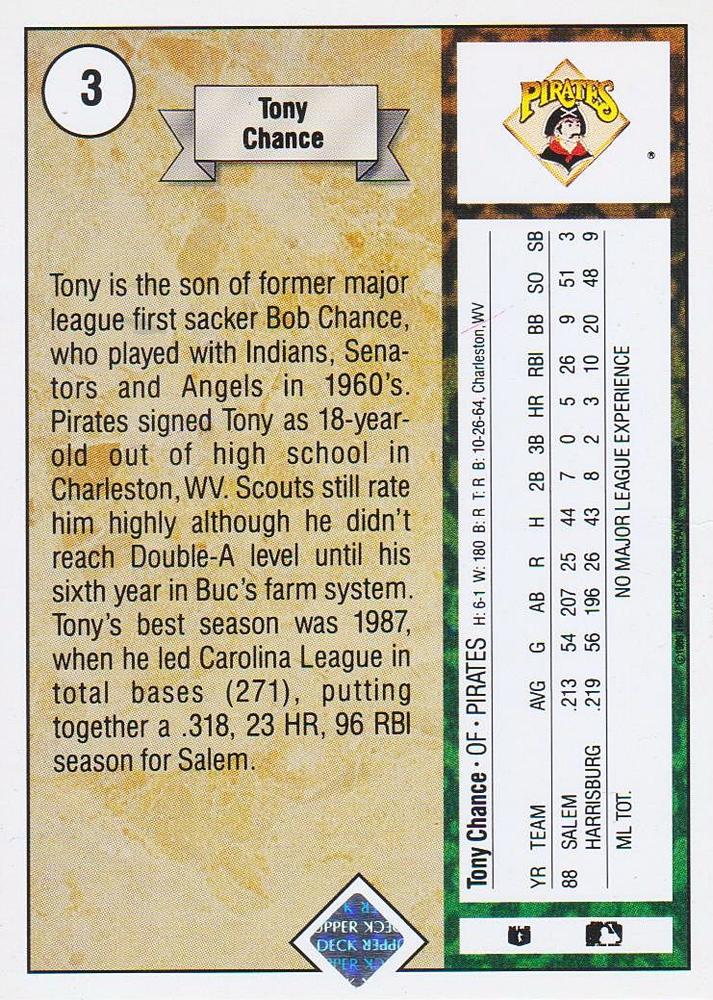 3
Tony
Chance
Tony is the son of former major
league first sacker Bob Chance,
who played with Indians, Sena-
tors and Angels in 1960's.
Pirates signed Tony as 18-year-
old out of high school in
Charleston, WV. Scouts still rate
him highly although he didn't
reach Double-A level until his
sixth year in Buc's farm system.
Tony's best season was 1987,
when he led Carolina League in
total bases (271), putting
together a .318, 23 HR, 96 RBI
season for Salem.
UPPER DECK
DECK UPPER
PIRATES
®
Tony Chance · OF · PIRATES H: 6-1 W: 180 B: R T: R B: 10-26-64, Charleston, WV
YR TEAM AVG G AB R H 2B 3B HR RBI BB SO SB
88 SALEM .213 54 207 25 44 7 0 5 26 9 51 3
HARRISBURG .219 56 196 26 43 8 2 3 10 20 48 9
ML TOT. NO MAJOR LEAGUE EXPERIENCE